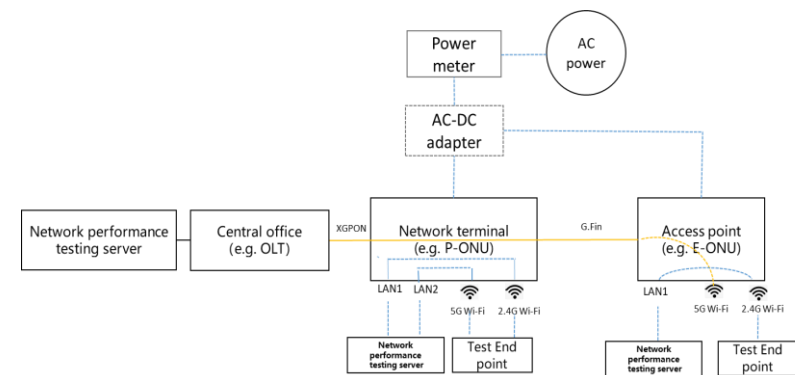 Power
meter
AC
power
AC-DC
adapter
Network performance
testing server
Central office
(e.g. OLT)
XGPON
Network terminal
(e.g. P-ONU)
G.Fin
Access point
(e.g. E-ONU)
LAN1
LAN2
5G Wi-Fi
2.4G Wi-Fi
LAN1
5G Wi-Fi
2.4G Wi-Fi
Network
performance
testing server
Test End
point
Network
performance
testing server
Test End
point